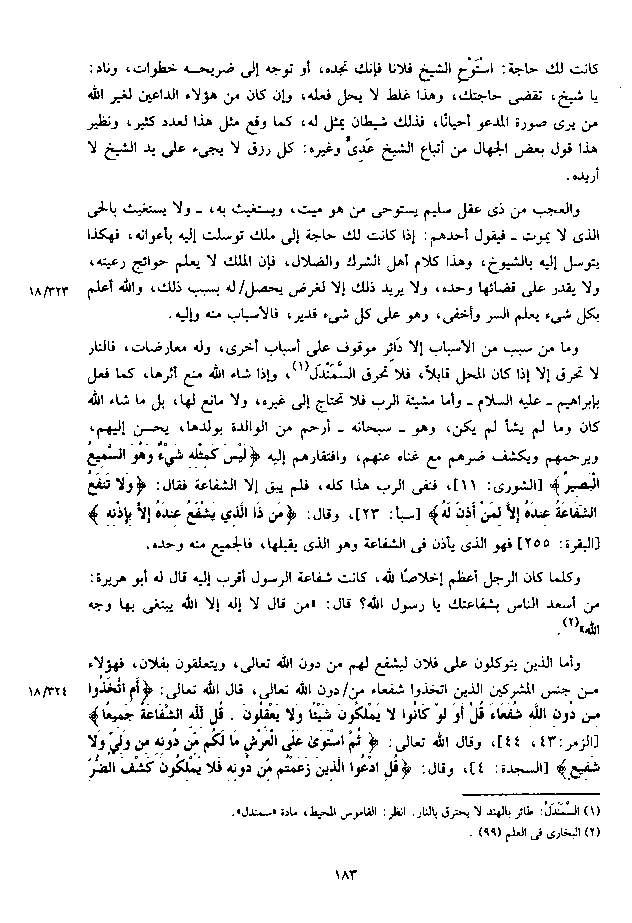 كانت لك حاجة: اسْتَوْحِ الشيخ فلانا فإنك تجده، أو توجه إلى ضريحه خطوات، وناد:
يا شيخ، تقضى حاجتك، وهذا غلط لا يحل فعله، وإن كان من هؤلاء الداعين لغير الله
من يرى صورة المدعو أحيانًا، فذلك شيطان يمثل له، كما وقع مثل هذا لعدد كثير، ونظير
هذا قول بعض الجهال من أتباع الشيخ عَدِىٌّ وغيره: كل رزق لا يجىء على يد الشيخ لا
أريده.
والعجب من ذى عقل سليم يستوحى من هو ميت، ويستغيث به، ـ ولا يستغيث بالحى
الذى لا يموت ـ فيقول أحدهم: إذا كانت لك حاجة إلى ملك توسلت إليه بأعوانه، فهكذا
يتوسل إليه بالشيوخ، وهذا كلام أهل الشرك والضلال، فإن الملك لا يعلم حوائج رعيته،
ولا يقدر على قضائها وحده، ولا يريد ذلك إلا لغرض يحصل/ له بسبب ذلك، والله أعلم ١٨/٣٢٣
بكل شىء يعلم السر وأخفى، وهو على كل شىء قدير، فالأسباب منه وإليه.
وما من سبب من الأسباب إلا دَائِر موقوف على أسباب أخرى، وله معارضات، فالنار
لا تحرق إلا إذا كان المحل قابلاً، فلا تحرق السَّمَنْدَل(١)، وإذا شاء الله منع أثرها، كما فعل
بإبراهيم ـ عليه السلام ـ وأما مشيئة الرب فلا تحتاج إلى غيره، ولا مانع لها، بل ما شاء الله
كان وما لم يشأ لم يكن، وهو ـ سبحانه ـ أرحم من الوالدة بولدها، يحسن إليهم،
ويرحمهم ويكشف ضرهم مع غناه عنهم، وافتقارهم إليه ﴿لَيْسَ كَمِثْلِهِ شَيْءٌ وَهُوَ السَّمِيعُ
الْبَصِيرُ﴾ [الشورى: ١١]، فنفى الرب هذا كله، فلم يبق إلا الشفاعة فقال: ﴿وَلَا تَنفَعُ
الشَّفَاعَةُ عِندَهُ إِلاَّ لِمَنْ أَذِنَ لَهُ﴾ [سبأ: ٢٣]، وقال: ﴿مَن ذَا الَّذِي يَشْفَعُ عِندَهُ إِلاَّ بِإِذْنِهِ﴾
[البقرة: ٢٥٥] فهو الذى يأذن فى الشفاعة وهو الذى يقبلها، فالجميع منه وحده.
وكلما كان الرجل أعظم إخلاصًا لله، كانت شفاعة الرسول أقرب إليه قال له أبو هريرة:
من أسعد الناس بشفاعتك يا رسول الله؟ قال: «من قال لا إله إلا الله يبتغى بها وجه
الله»(٢).
وأما الذين يتوكلون على فلان ليشفع لهم من دون الله تعالى، ويتعلقون بفلان، فهؤلاء
من جنس المشركين الذين اتخذوا شفعاء من/ دون الله تعالى، قال الله تعالى: ﴿أَمِ اتَّخَذُوا ١٨/٣٢٤
مِن دُونِ اللَّهِ شُفَعَاءَ قُلْ أَوَ لَوْ كَانُوا لَا يَمْلِكُونَ شَيْئًا وَلَا يَعْقِلُونَ . قُل لِّلَّهِ الشَّفَاعَةُ جَمِيعًا﴾
[الزمر: ٤٣، ٤٤]، وقال الله تعالى: ﴿ثُمَّ اسْتَوَىٰ عَلَى الْعَرْشِ مَا لَكُم مِّن دُونِهِ مِن وَلِيٍّ وَلَا
شَفِيعٍ﴾ [السجدة: ٤]، وقال: ﴿قُلِ ادْعُوا الَّذِينَ زَعَمْتُم مِّن دُونِهِ فَلَا يَمْلِكُونَ كَشْفَ الضُّرِّ
(١) السَّمَنْدَلُ: طائر بالهند لا يحترق بالنار. انظر: القاموس المحيط، مادة «سمندل».
(٢) البخارى فى العلم (٩٩) .
١٨٣